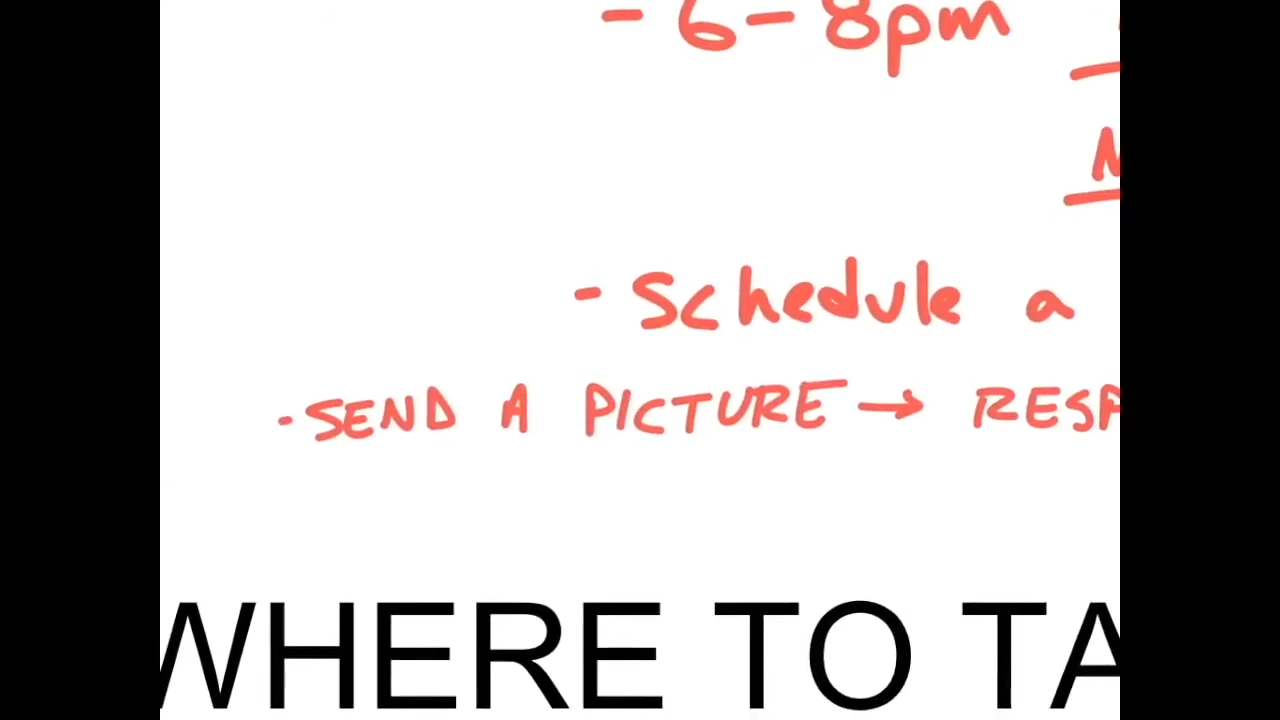 - 6-8pm
- Schedule a
- SEND A PICTURE → RESP
WHERE TO TA